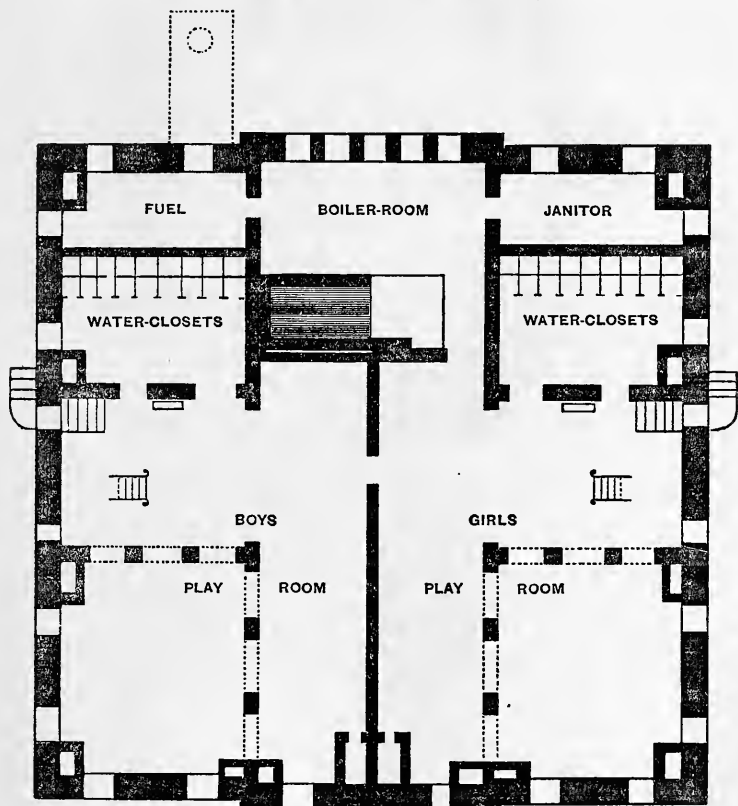 FUEL
BOILER-ROOM
JANITOR
WATER-CLOSETS
WATER-CLOSETS
BOYS
GIRLS
PLAY ROOM
PLAY ROOM